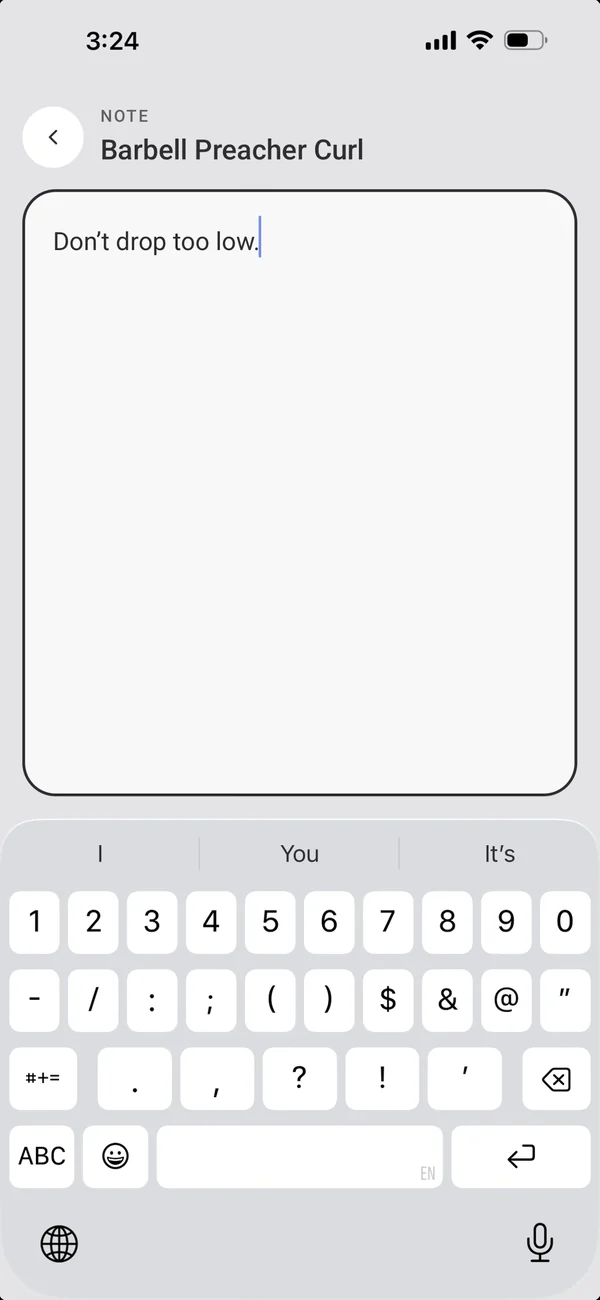 3:24
NOTE
Barbell Preacher Curl
Don’t drop too low.
I You It’s
1 2 3 4 5 6 7 8 9 0
- / : ; ( ) $ & @ "
#+= . , ? ! ’
ABC
EN